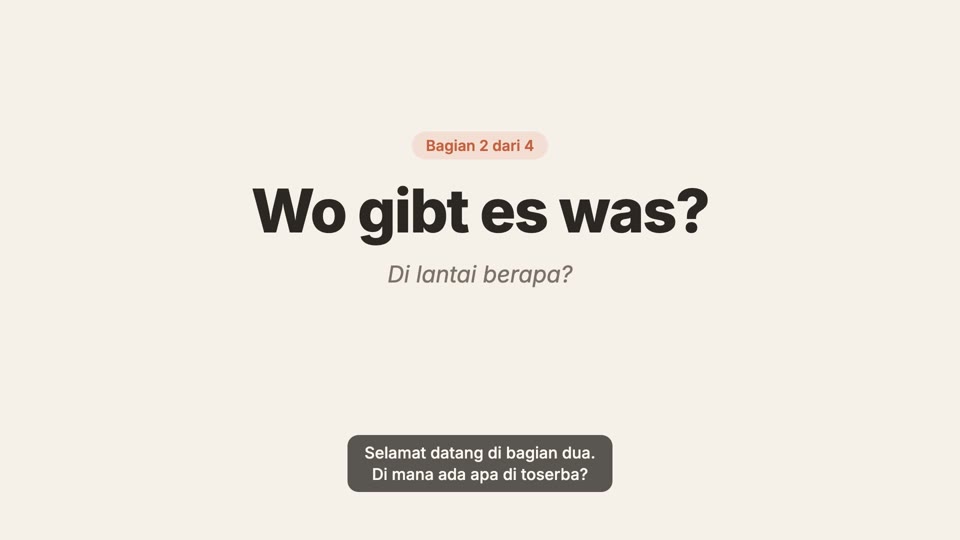 Bagian 2 dari 4
Wo gibt es was?
Di lantai berapa?
Selamat datang di bagian dua.
Di mana ada apa di toserba?